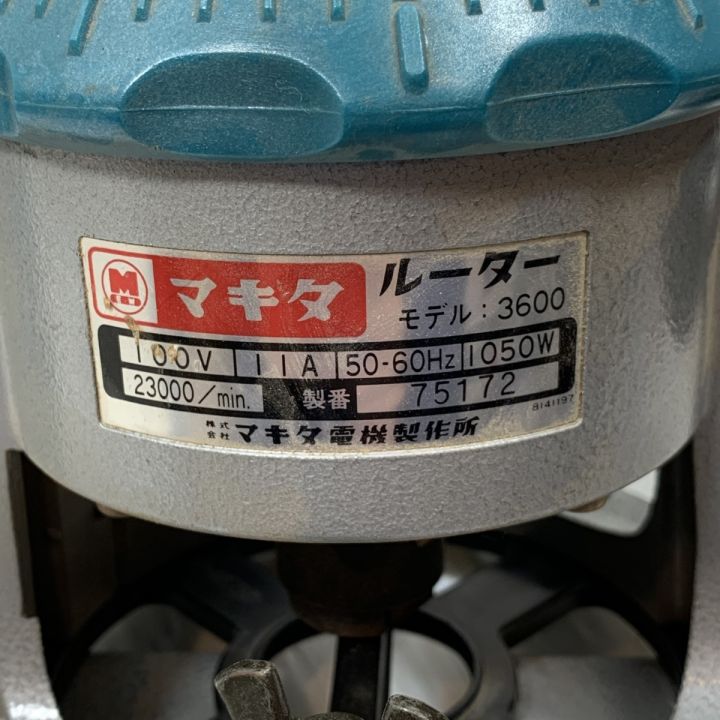 M マキタ ルーター
モデル：3600
100V 11A 50-60Hz 1050W
23000/min. 製番 75172
8141197
株式会社 マキタ電機製作所